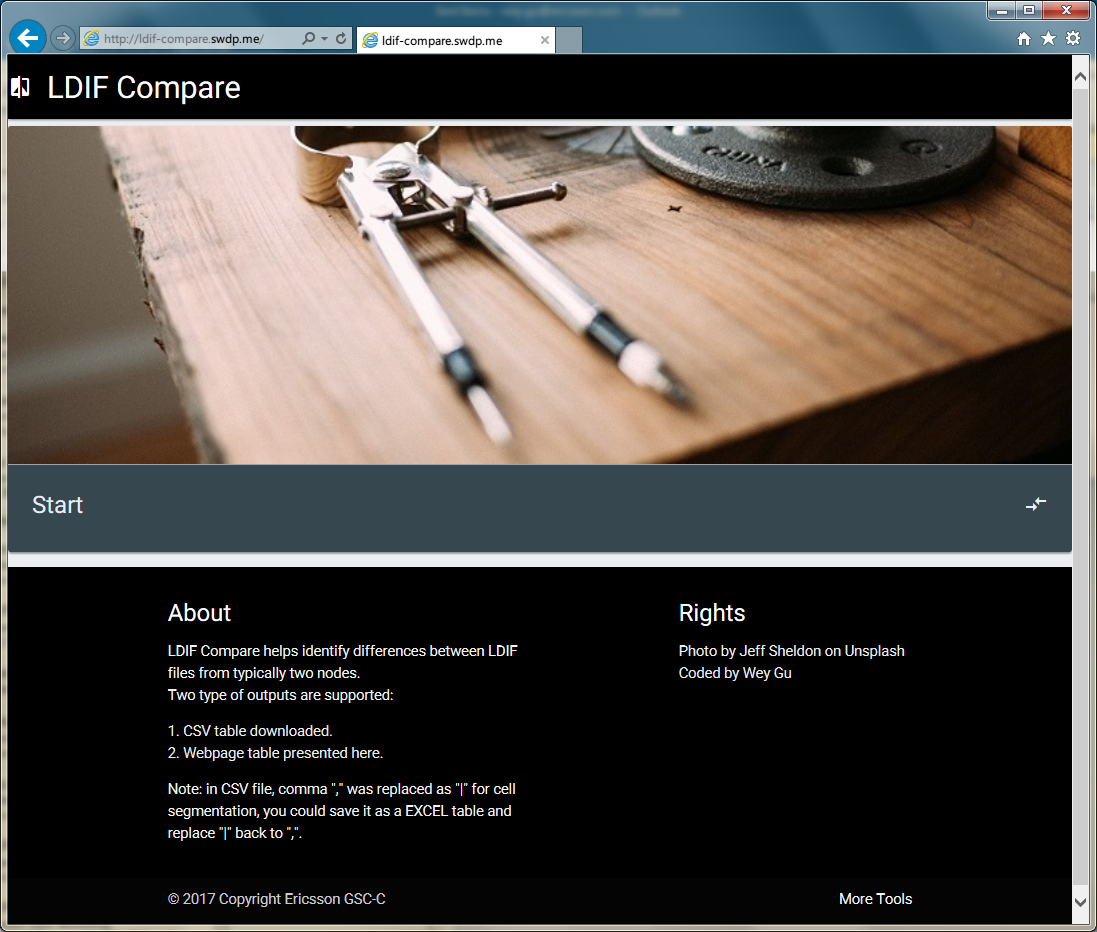 http://ldif-compare.swdp.me/
ldif-compare.swdp.me
LDIF Compare
CHINA
Start
About
LDIF Compare helps identify differences between LDIF
files from typically two nodes.
Two type of outputs are supported:
1. CSV table downloaded.
2. Webpage table presented here.
Note: in CSV file, comma "," was replaced as "|" for cell
segmentation, you could save it as a EXCEL table and
replace "|" back to ",".
Rights
Photo by Jeff Sheldon on Unsplash
Coded by Wey Gu
© 2017 Copyright Ericsson GSC-C
More Tools